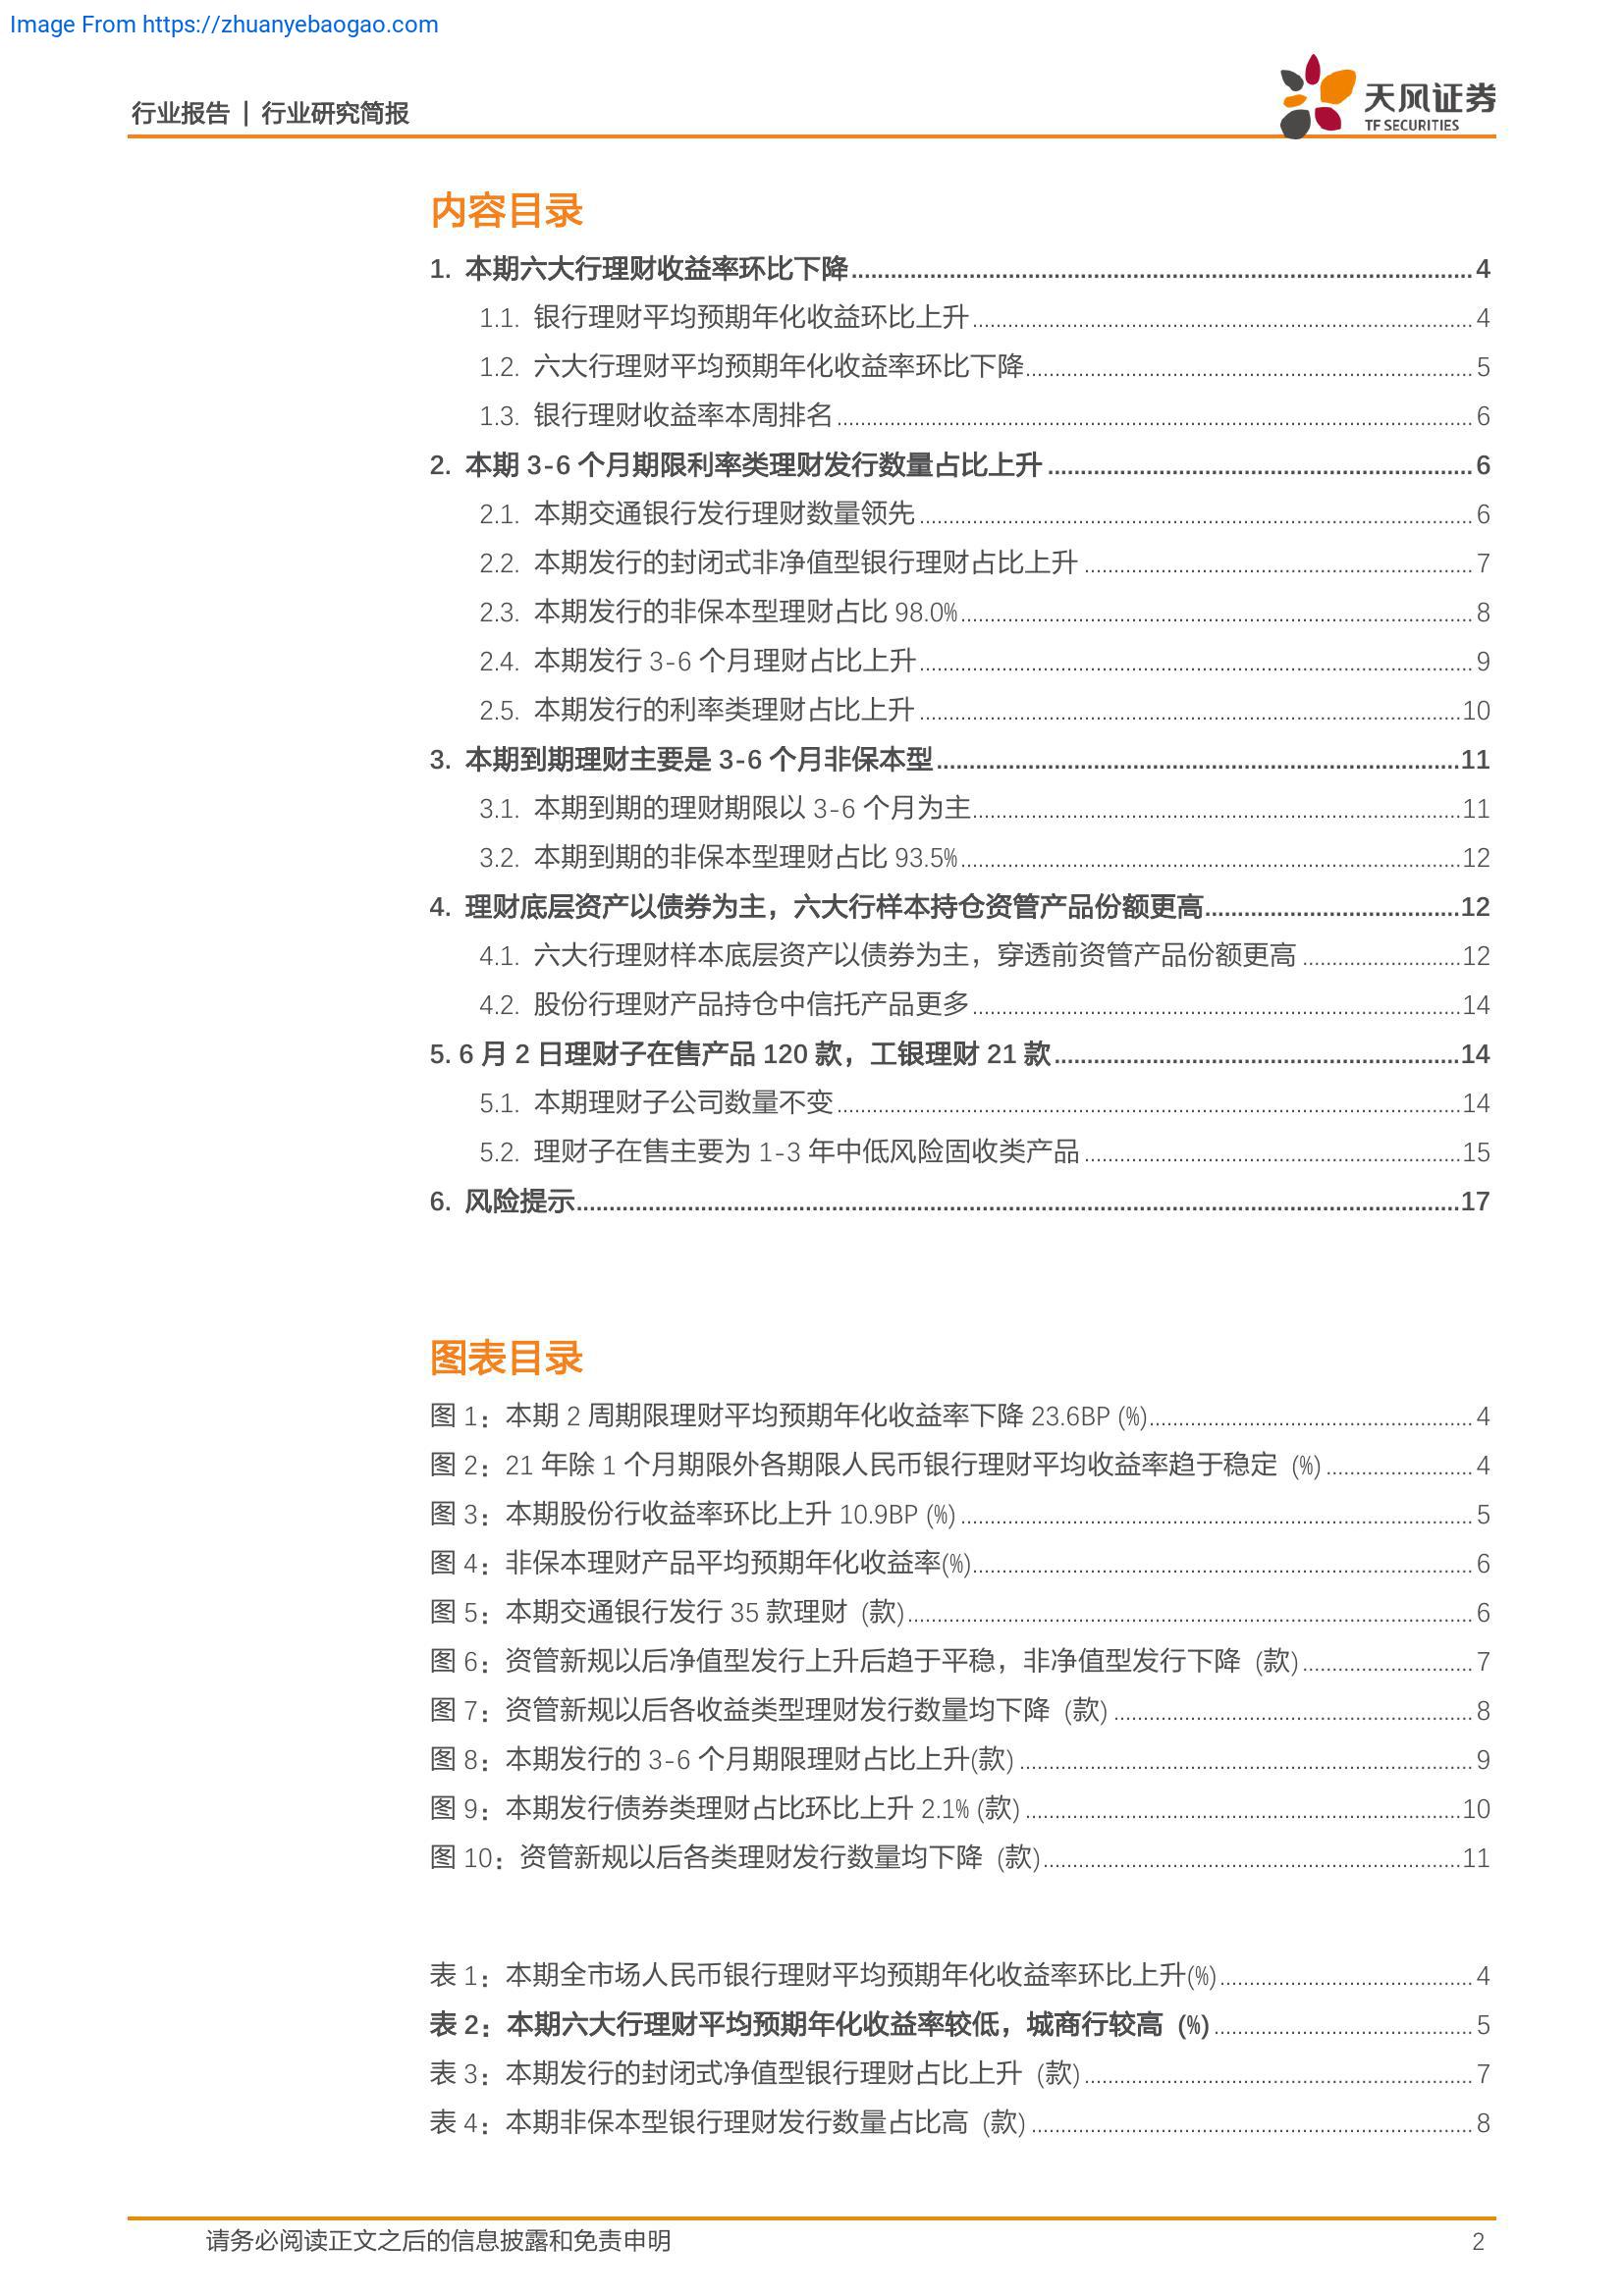 Image From https://zhuanyebaogao.com
行业报告 | 行业研究简报
天风证券
TF SECURITIES
内容目录
1. 本期六大行理财收益率环比下降 4
1.1. 银行理财平均预期年化收益环比上升 4
1.2. 六大行理财平均预期年化收益率环比下降 5
1.3. 银行理财收益率本周排名 6
2. 本期 3-6 个月期限利率类理财发行数量占比上升 6
2.1. 本期交通银行发行理财数量领先 6
2.2. 本期发行的封闭式非净值型银行理财占比上升 7
2.3. 本期发行的非保本型理财占比 98.0% 8
2.4. 本期发行 3-6 个月理财占比上升 9
2.5. 本期发行的利率类理财占比上升 10
3. 本期到期理财主要是 3-6 个月非保本型 11
3.1. 本期到期的理财期限以 3-6 个月为主 11
3.2. 本期到期的非保本型理财占比 93.5% 12
4. 理财底层资产以债券为主，六大行样本持仓资管产品份额更高 12
4.1. 六大行理财样本底层资产以债券为主，穿透前资管产品份额更高 12
4.2. 股份行理财产品持仓中信托产品更多 14
5. 6 月 2 日理财子在售产品 120 款，工银理财 21 款 14
5.1. 本期理财子公司数量不变 14
5.2. 理财子在售主要为 1-3 年中低风险固收类产品 15
6. 风险提示 17
图表目录
图 1：本期 2 周期限理财平均预期年化收益率下降 23.6BP (%) 4
图 2：21 年除 1 个月期限外各期限人民币银行理财平均收益率趋于稳定 (%) 4
图 3：本期股份行收益率环比上升 10.9BP (%) 5
图 4：非保本理财产品平均预期年化收益率(%) 6
图 5：本期交通银行发行 35 款理财 (款) 6
图 6：资管新规以后净值型发行上升后趋于平稳，非净值型发行下降 (款) 7
图 7：资管新规以后各收益类型理财发行数量均下降 (款) 8
图 8：本期发行的 3-6 个月期限理财占比上升(款) 9
图 9：本期发行债券类理财占比环比上升 2.1% (款) 10
图 10：资管新规以后各类理财发行数量均下降 (款) 11
表 1：本期全市场人民币银行理财平均预期年化收益率环比上升(%) 4
表 2：本期六大行理财平均预期年化收益率较低，城商行较高 (%) 5
表 3：本期发行的封闭式净值型银行理财占比上升 (款) 7
表 4：本期非保本型银行理财发行数量占比高 (款) 8
请务必阅读正文之后的信息披露和免责申明 2